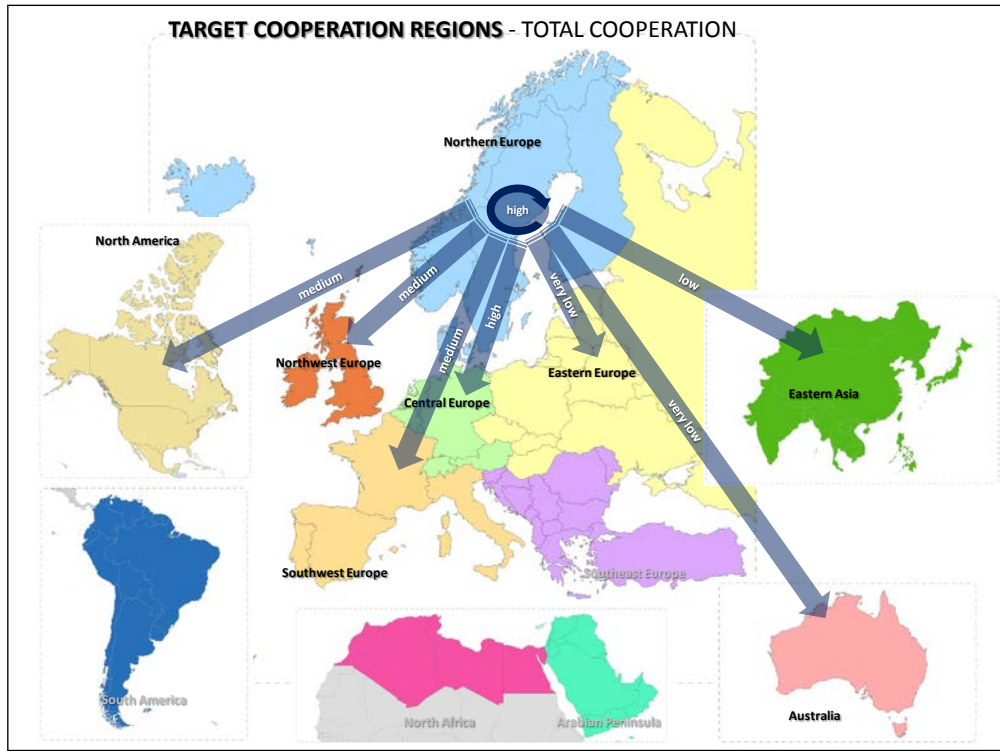 TARGET COOPERATION REGIONS - TOTAL COOPERATION
Northern Europe
high
North America
medium
medium
medium
high
very low
low
Northwest Europe
Central Europe
Eastern Europe
Eastern Asia
very low
Southwest Europe
Southeast Europe
South America
North Africa
Arabian Peninsula
Australia